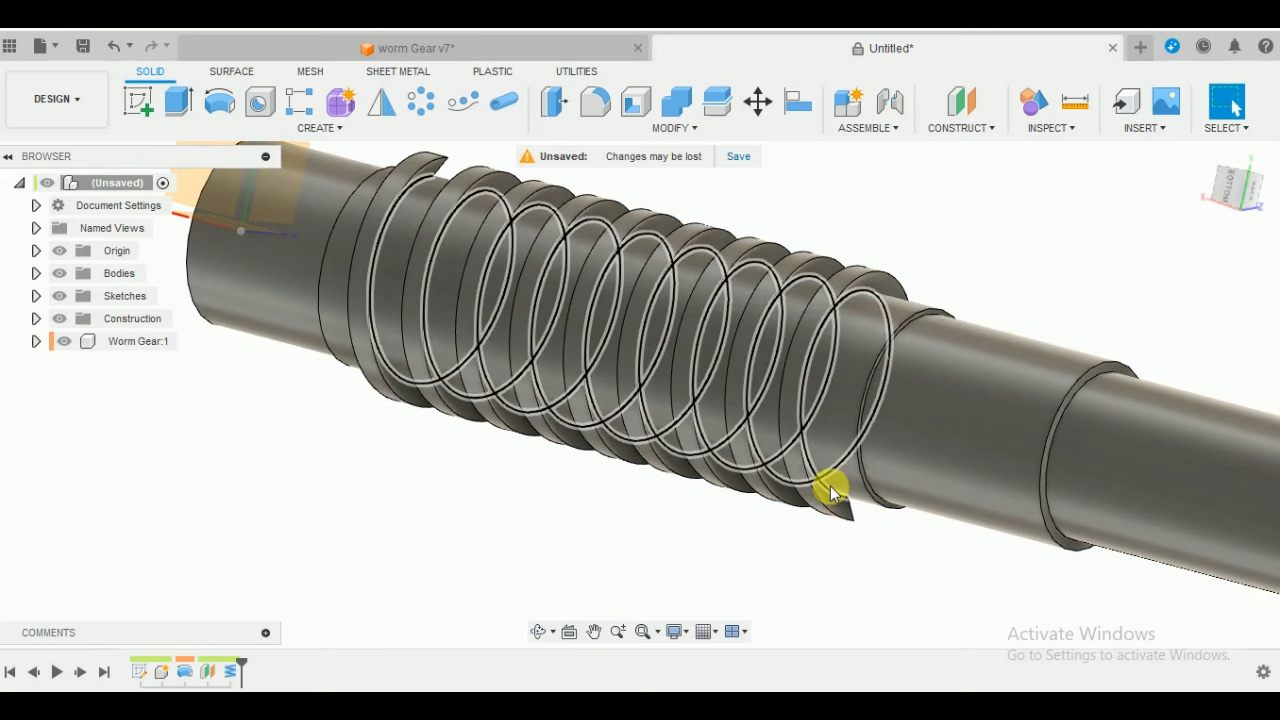 worm Gear v7*
Untitled*
DESIGN
SOLID
SURFACE
MESH
SHEET METAL
PLASTIC
UTILITIES
CREATE
MODIFY
ASSEMBLE
CONSTRUCT
INSPECT
INSERT
SELECT
BROWSER
Unsaved: Changes may be lost Save
(Unsaved)
Document Settings
Named Views
Origin
Bodies
Sketches
Construction
Worm Gear:1
BOTTOM
X
Y
Z
COMMENTS
Activate Windows
Go to Settings to activate Windows.